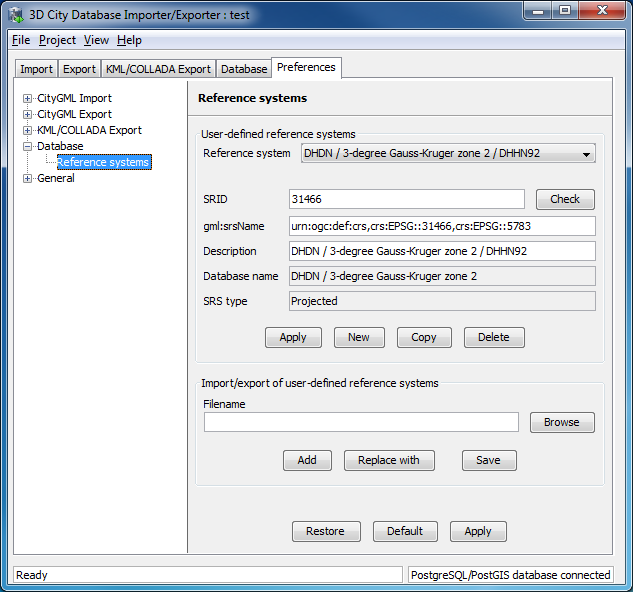 3D City Database Importer/Exporter : test
File Project View Help
Import Export KML/COLLADA Export Database Preferences
CityGML Import
CityGML Export
KML/COLLADA Export
Database
Reference systems
General
Reference systems
User-defined reference systems
Reference system DHDN / 3-degree Gauss-Kruger zone 2 / DHHN92
SRID 31466 Check
gml:srsName urn:ogc:def:crs,crs:EPSG::31466,crs:EPSG::5783
Description DHDN / 3-degree Gauss-Kruger zone 2 / DHHN92
Database name DHDN / 3-degree Gauss-Kruger zone 2
SRS type Projected
Apply New Copy Delete
Import/export of user-defined reference systems
Filename
Browse
Add Replace with Save
Restore Default Apply
Ready PostgreSQL/PostGIS database connected